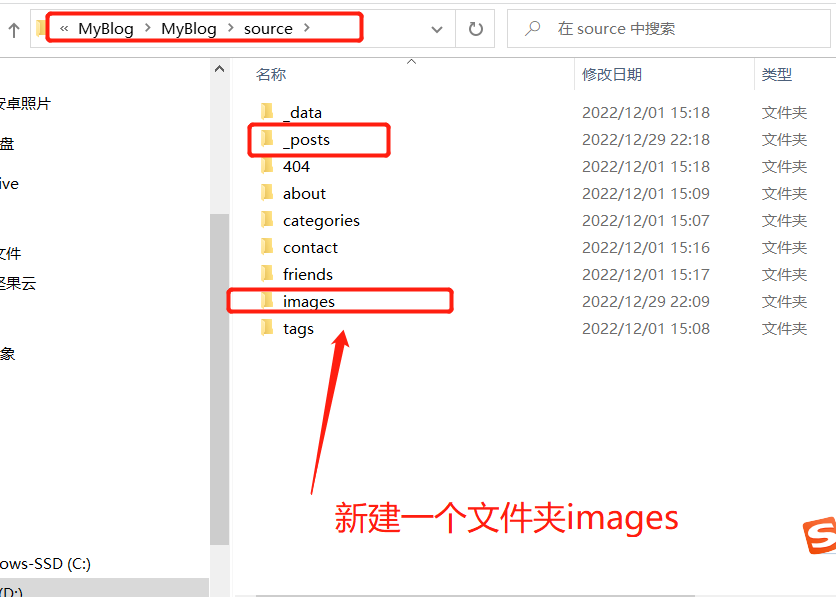 « MyBlog > MyBlog > source >
在 source 中搜索
名称 修改日期 类型
安卓照片
盘
ive
文件
坚果云
象
ows-SSD (C:)
(D:)
_data 2022/12/01 15:18 文件夹
_posts 2022/12/29 22:18 文件夹
404 2022/12/01 15:18 文件夹
about 2022/12/01 15:09 文件夹
categories 2022/12/01 15:07 文件夹
contact 2022/12/01 15:16 文件夹
friends 2022/12/01 15:17 文件夹
images 2022/12/29 22:09 文件夹
tags 2022/12/01 15:08 文件夹
新建一个文件夹images